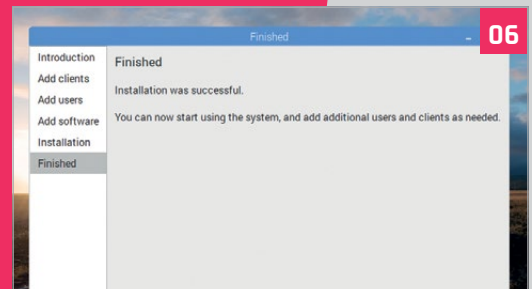 Finished
06
Introduction
Add clients
Add users
Add software
Installation
Finished
Finished
Installation was successful.
You can now start using the system, and add additional users and clients as needed.